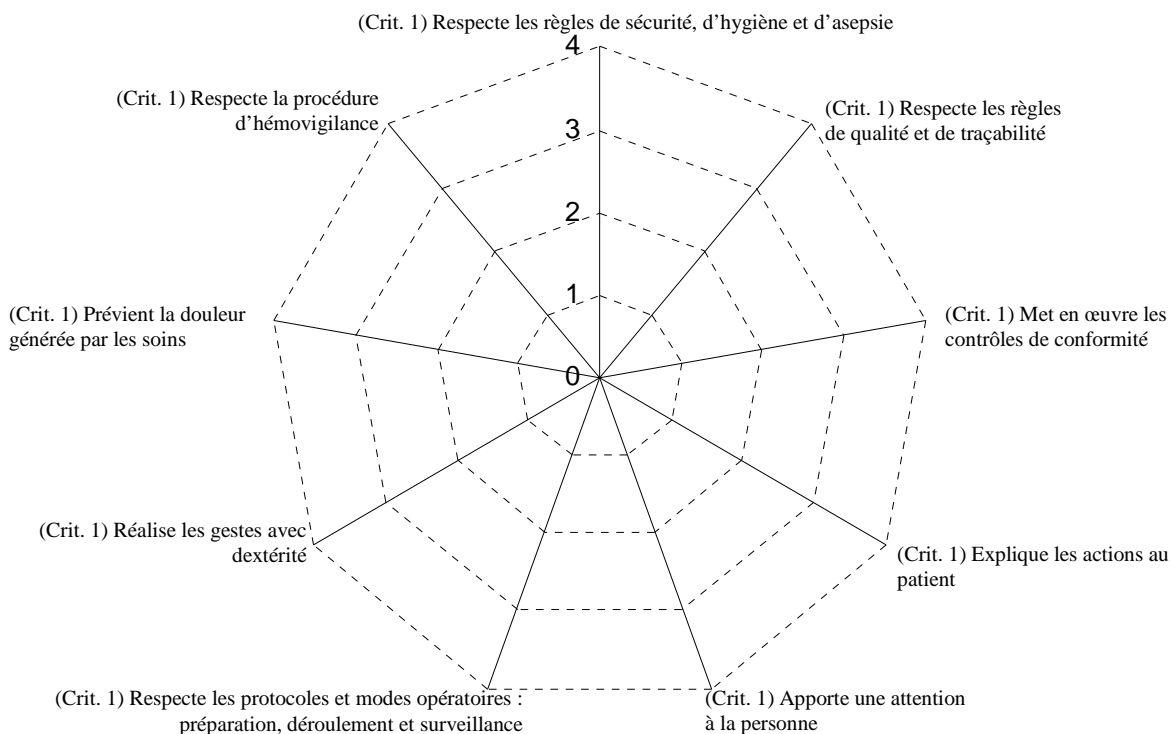 (Crit. 1) Respecte les règles de sécurité, d’hygiène et d’asepsie
4
(Crit. 1) Respecte la procédure
d’hémovigilance
(Crit. 1) Respecte les règles
de qualité et de traçabilité
3
2
1
(Crit. 1) Prévient la douleur
générée par les soins
(Crit. 1) Met en œuvre les
contrôles de conformité
0
(Crit. 1) Réalise les gestes avec
dextérité
(Crit. 1) Explique les actions au
patient
(Crit. 1) Respecte les protocoles et modes opératoires :
préparation, déroulement et surveillance
(Crit. 1) Apporte une attention
à la personne